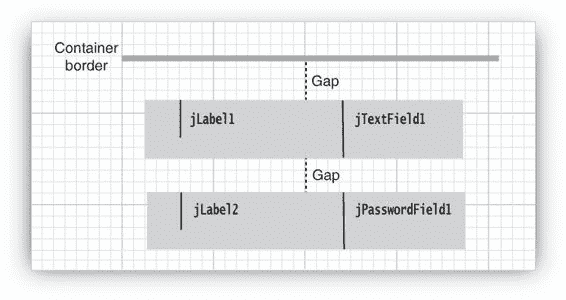 Container
border
Gap
jLabel1 jTextField1
Gap
jLabel2 jPasswordField1